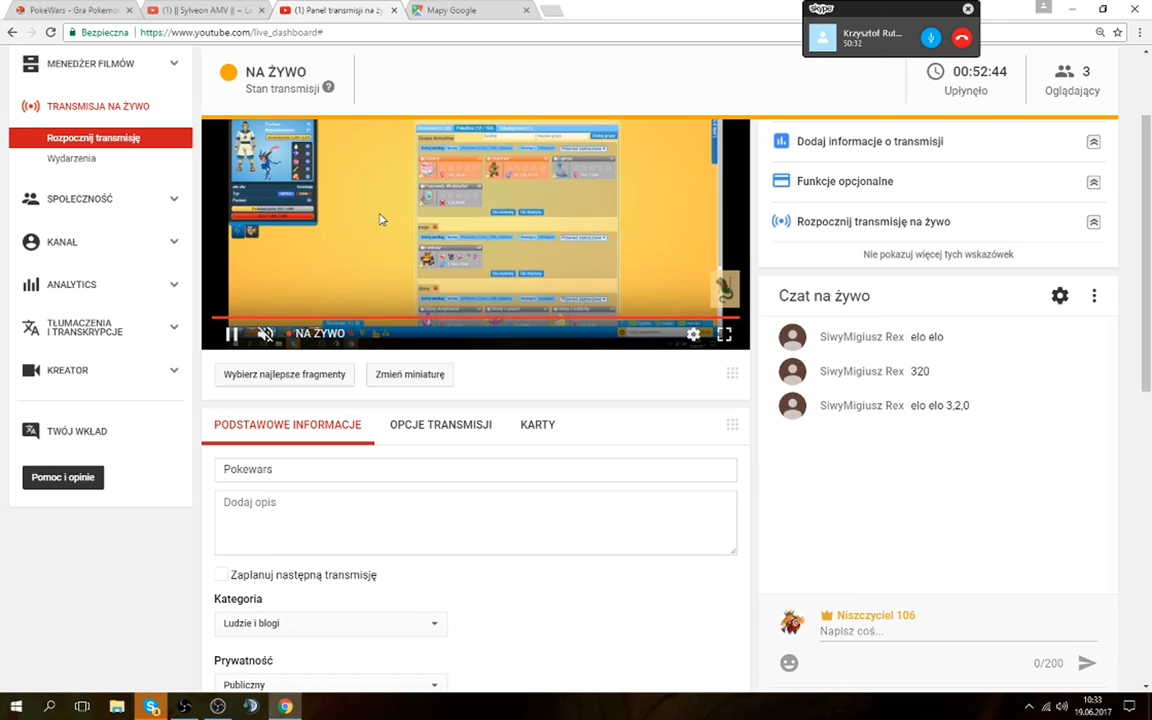 PokeWars - Gra Pokemo
(1) || Sylveon AMV || – L
(1) Panel transmisji na ż
Mapy Google
Bezpieczna
https://www.youtube.com/live_dashboard#
skype
Krzysztof Rut...
50:32
MENEDŻER FILMÓW
TRANSMISJA NA ŻYWO
Rozpocznij transmisję
Wydarzenia
SPOŁECZNOŚĆ
KANAŁ
ANALYTICS
TŁUMACZENIA
I TRANSKRYPCJE
KREATOR
TWÓJ WKŁAD
Pomoc i opinie
NA ŻYWO
Stan transmisji
00:52:44
Upłynęło
3
Oglądający
NA ŻYWO
Wybierz najlepsze fragmenty
Zmień miniaturę
PODSTAWOWE INFORMACJE
OPCJE TRANSMISJI
KARTY
Pokewars
Dodaj opis
Zaplanuj następną transmisję
Kategoria
Ludzie i blogi
Prywatność
Publiczny
Dodaj informacje o transmisji
Funkcje opcjonalne
Rozpocznij transmisję na żywo
Nie pokazuj więcej tych wskazówek
Czat na żywo
SiwyMigiusz Rex elo elo
SiwyMigiusz Rex 320
SiwyMigiusz Rex elo elo 3,2,0
Niszczyciel 106
Napisz coś...
0/200
10:33
19.06.2017